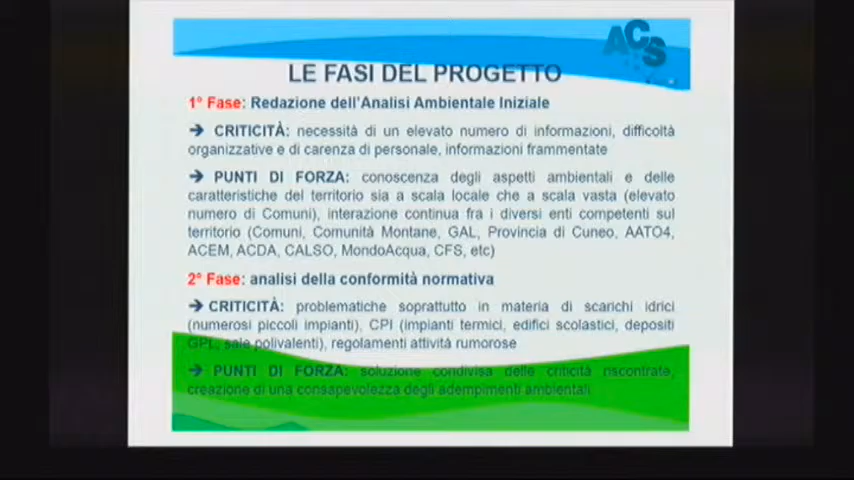 ACS
LE FASI DEL PROGETTO
1° Fase: Redazione dell'Analisi Ambientale Iniziale
➔ CRITICITÀ: necessità di un elevato numero di informazioni, difficoltà
organizzative e di carenza di personale, informazioni frammentate
➔ PUNTI DI FORZA: conoscenza degli aspetti ambientali e delle
caratteristiche del territorio sia a scala locale che a scala vasta (elevato
numero di Comuni), interazione continua fra i diversi enti competenti sul
territorio (Comuni, Comunità Montane, GAL, Provincia di Cuneo, AATO4,
ACEM, ACDA, CALSO, MondoAcqua, CFS, etc)
2° Fase: analisi della conformità normativa
➔ CRITICITÀ: problematiche soprattutto in materia di scarichi idrici
(numerosi piccoli impianti), CPI (impianti termici, edifici scolastici, depositi
GPL, sale polivalenti), regolamenti attività rumorose
➔ PUNTI DI FORZA: soluzione condivisa delle criticità riscontrate,
creazione di una consapevolezza degli adempimenti ambientali